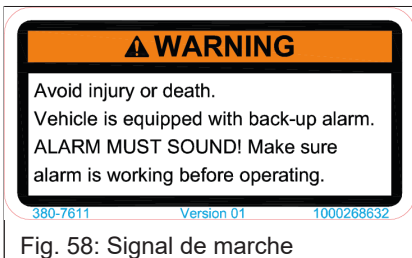 WARNING
Avoid injury or death.
Vehicle is equipped with back-up alarm.
ALARM MUST SOUND! Make sure
alarm is working before operating.
380-7611 Version 01 1000268632
Fig. 58: Signal de marche